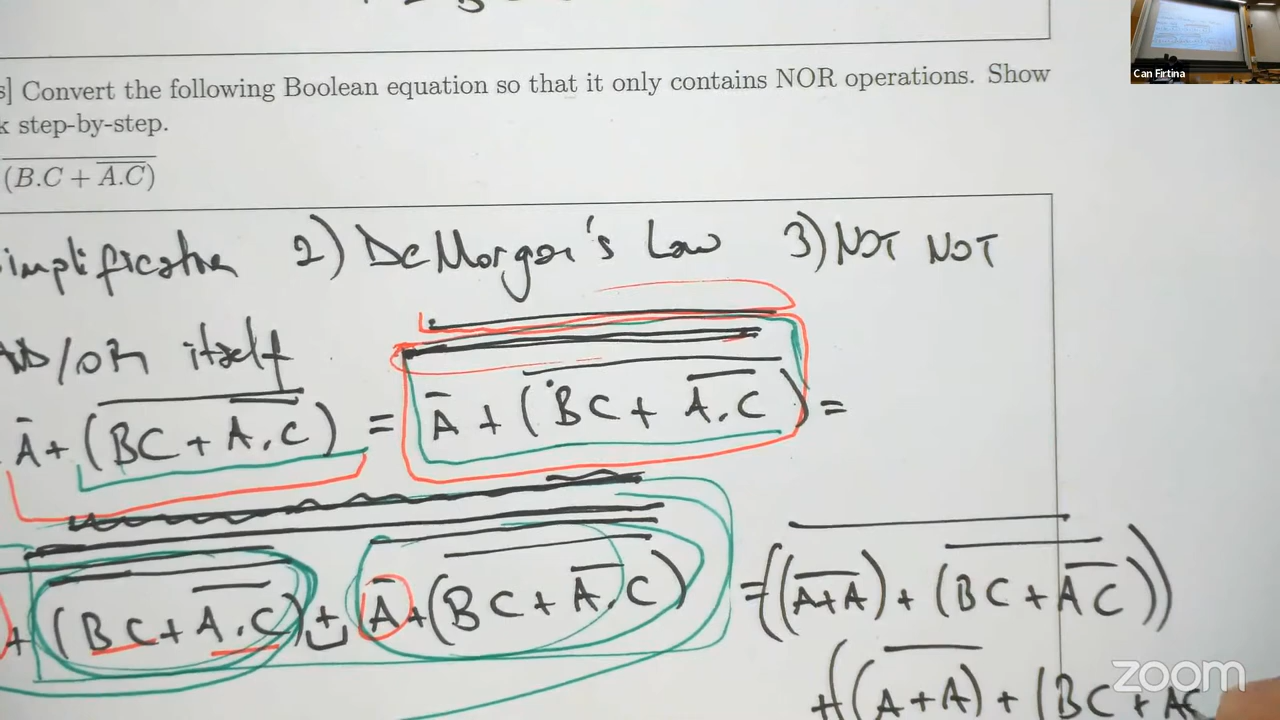 Can Firtina
s] Convert the following Boolean equation so that it only contains NOR operations. Show
k step-by-step.
(B.C + A.C)
implification 2) DeMorgan's Law 3) NOT NOT
AND/OR itself
Ā + (BC + A.C) = Ā + (BC + A.C) =
+ (BC + A.C) + Ā + (BC + A.C) = ((A+A) + (BC + AC))
+ ((A+A) + (BC + AC
zoom